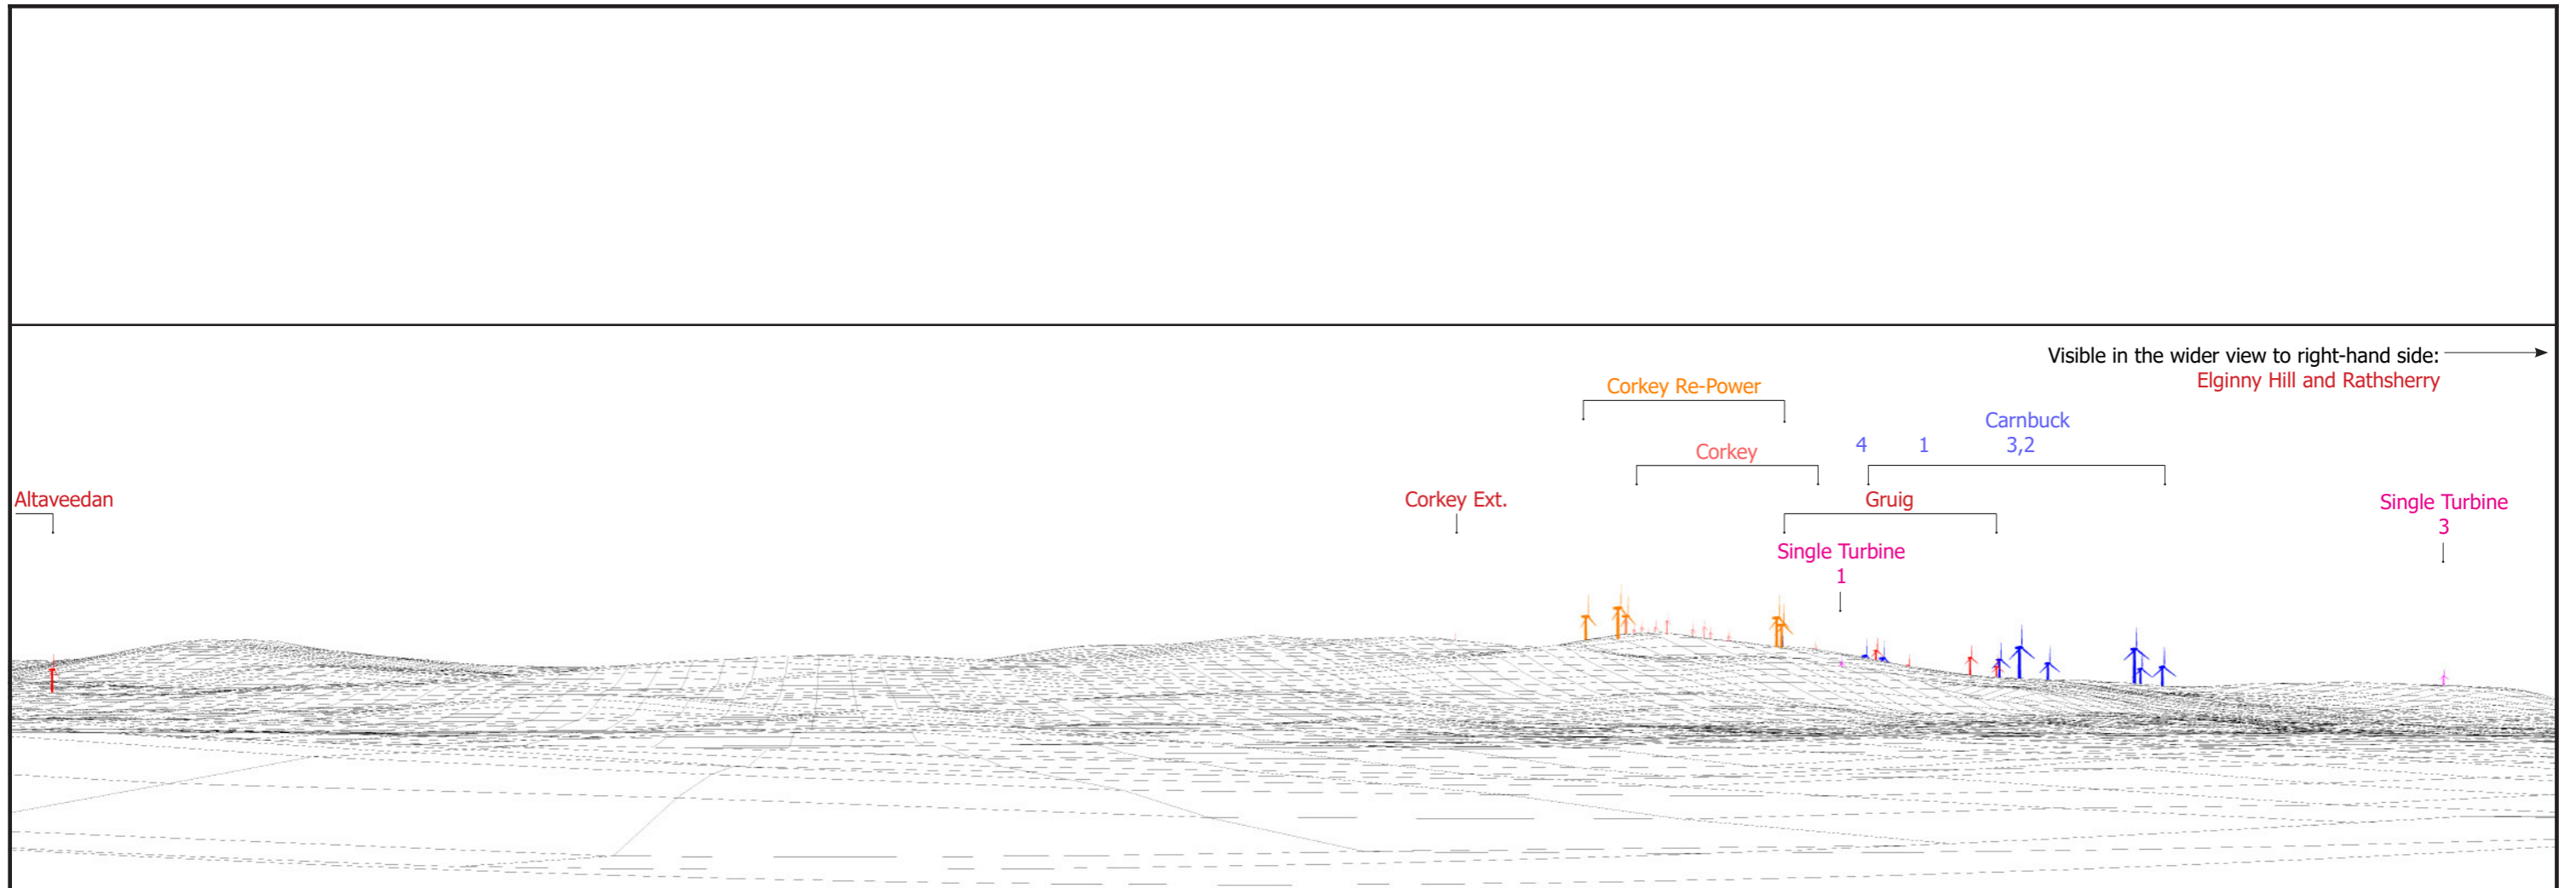 Visible in the wider view to right-hand side:
Elginny Hill and Rathsherry
Corkey Re-Power
Carnbuck
4 1 3,2
Corkey
Altaveedan
Corkey Ext.
Gruig
Single Turbine
3
Single Turbine
1